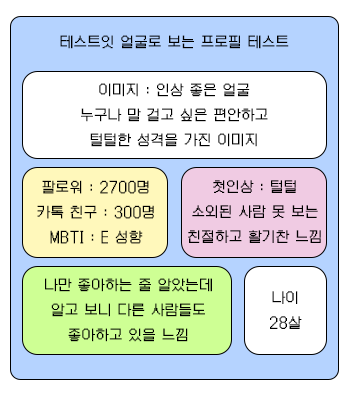 테스트잇 얼굴로 보는 프로필 테스트
이미지 : 인상 좋은 얼굴
누구나 말 걸고 싶은 편안하고
털털한 성격을 가진 이미지
팔로워 : 2700명
카톡 친구 : 300명
MBTI : E 성향
첫인상 : 털털
소외된 사람 못 보는
친절하고 활기찬 느낌
나만 좋아하는 줄 알았는데
알고 보니 다른 사람들도
좋아하고 있을 느낌
나이
28살